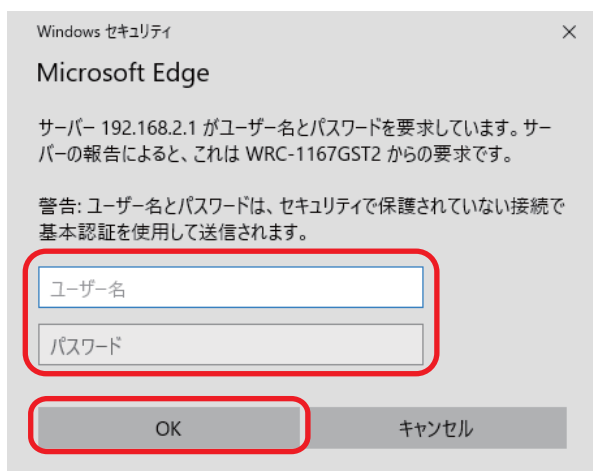 Windows セキュリティ
Microsoft Edge
サーバー 192.168.2.1 がユーザー名とパスワードを要求しています。サー
バーの報告によると、これは WRC-1167GST2 からの要求です。
警告: ユーザー名とパスワードは、セキュリティで保護されていない接続で
基本認証を使用して送信されます。
ユーザー名
パスワード
OK キャンセル